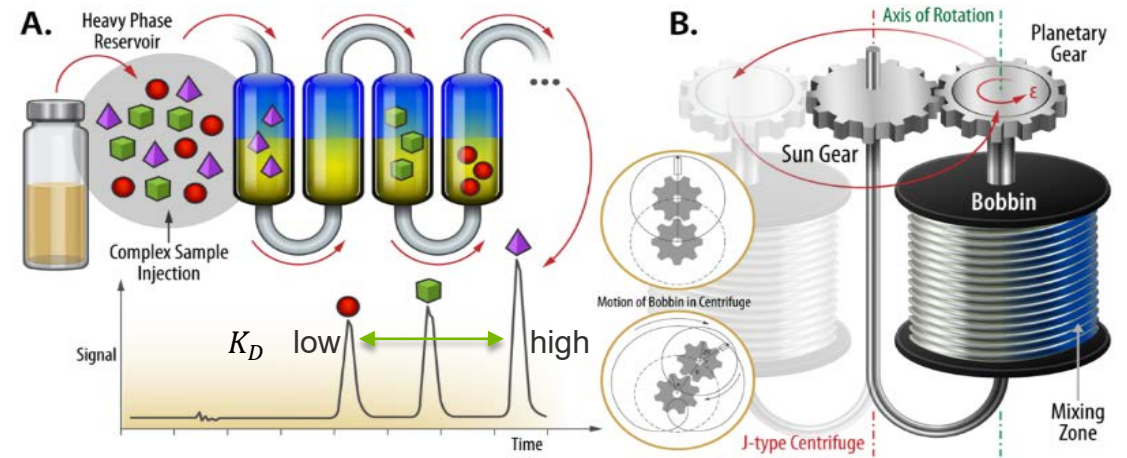 A.
Heavy Phase
Reservoir
Complex Sample
Injection
Signal
K_D low high
Time
B.
Axis of Rotation
Planetary
Gear
ε
Sun Gear
Bobbin
Motion of Bobbin in Centrifuge
J-type Centrifuge
Mixing
Zone